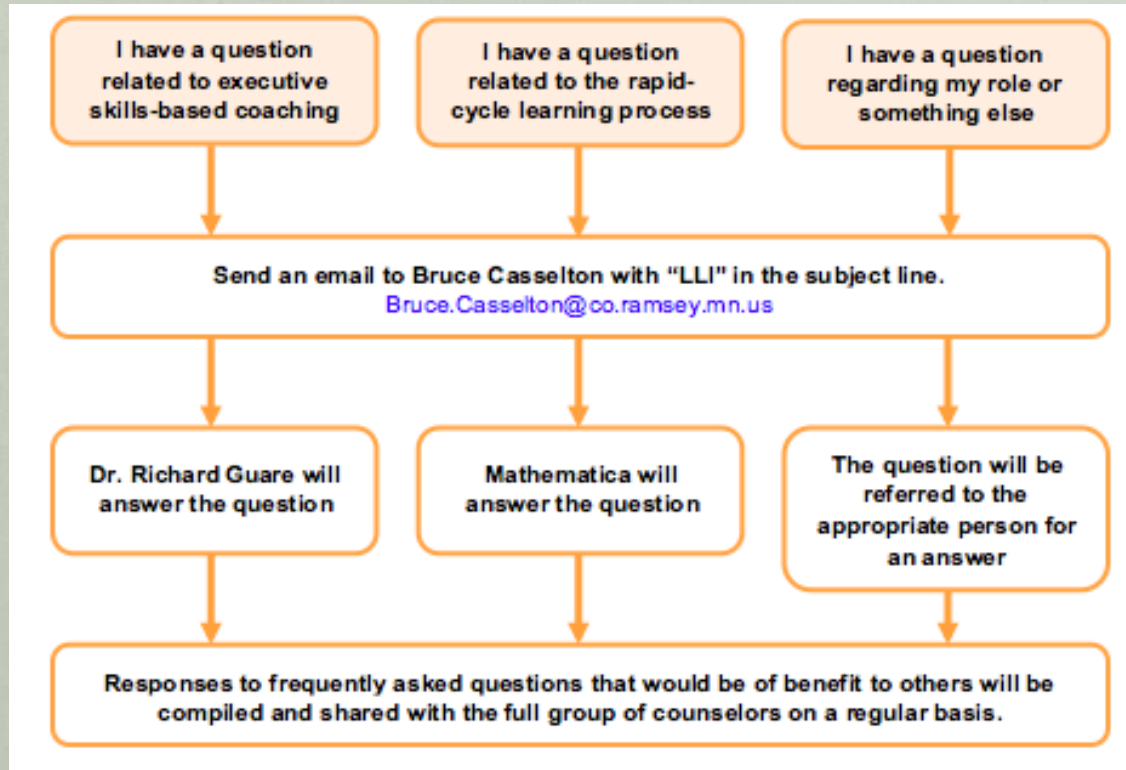 I have a question
related to executive
skills-based coaching
I have a question
related to the rapid-
cycle learning process
I have a question
regarding my role or
something else
Send an email to Bruce Casselton with “LLI” in the subject line.
Bruce.Casselton@co.ramsey.mn.us
Dr. Richard Guare will
answer the question
Mathematica will
answer the question
The question will be
referred to the
appropriate person for
an answer
Responses to frequently asked questions that would be of benefit to others will be
compiled and shared with the full group of counselors on a regular basis.